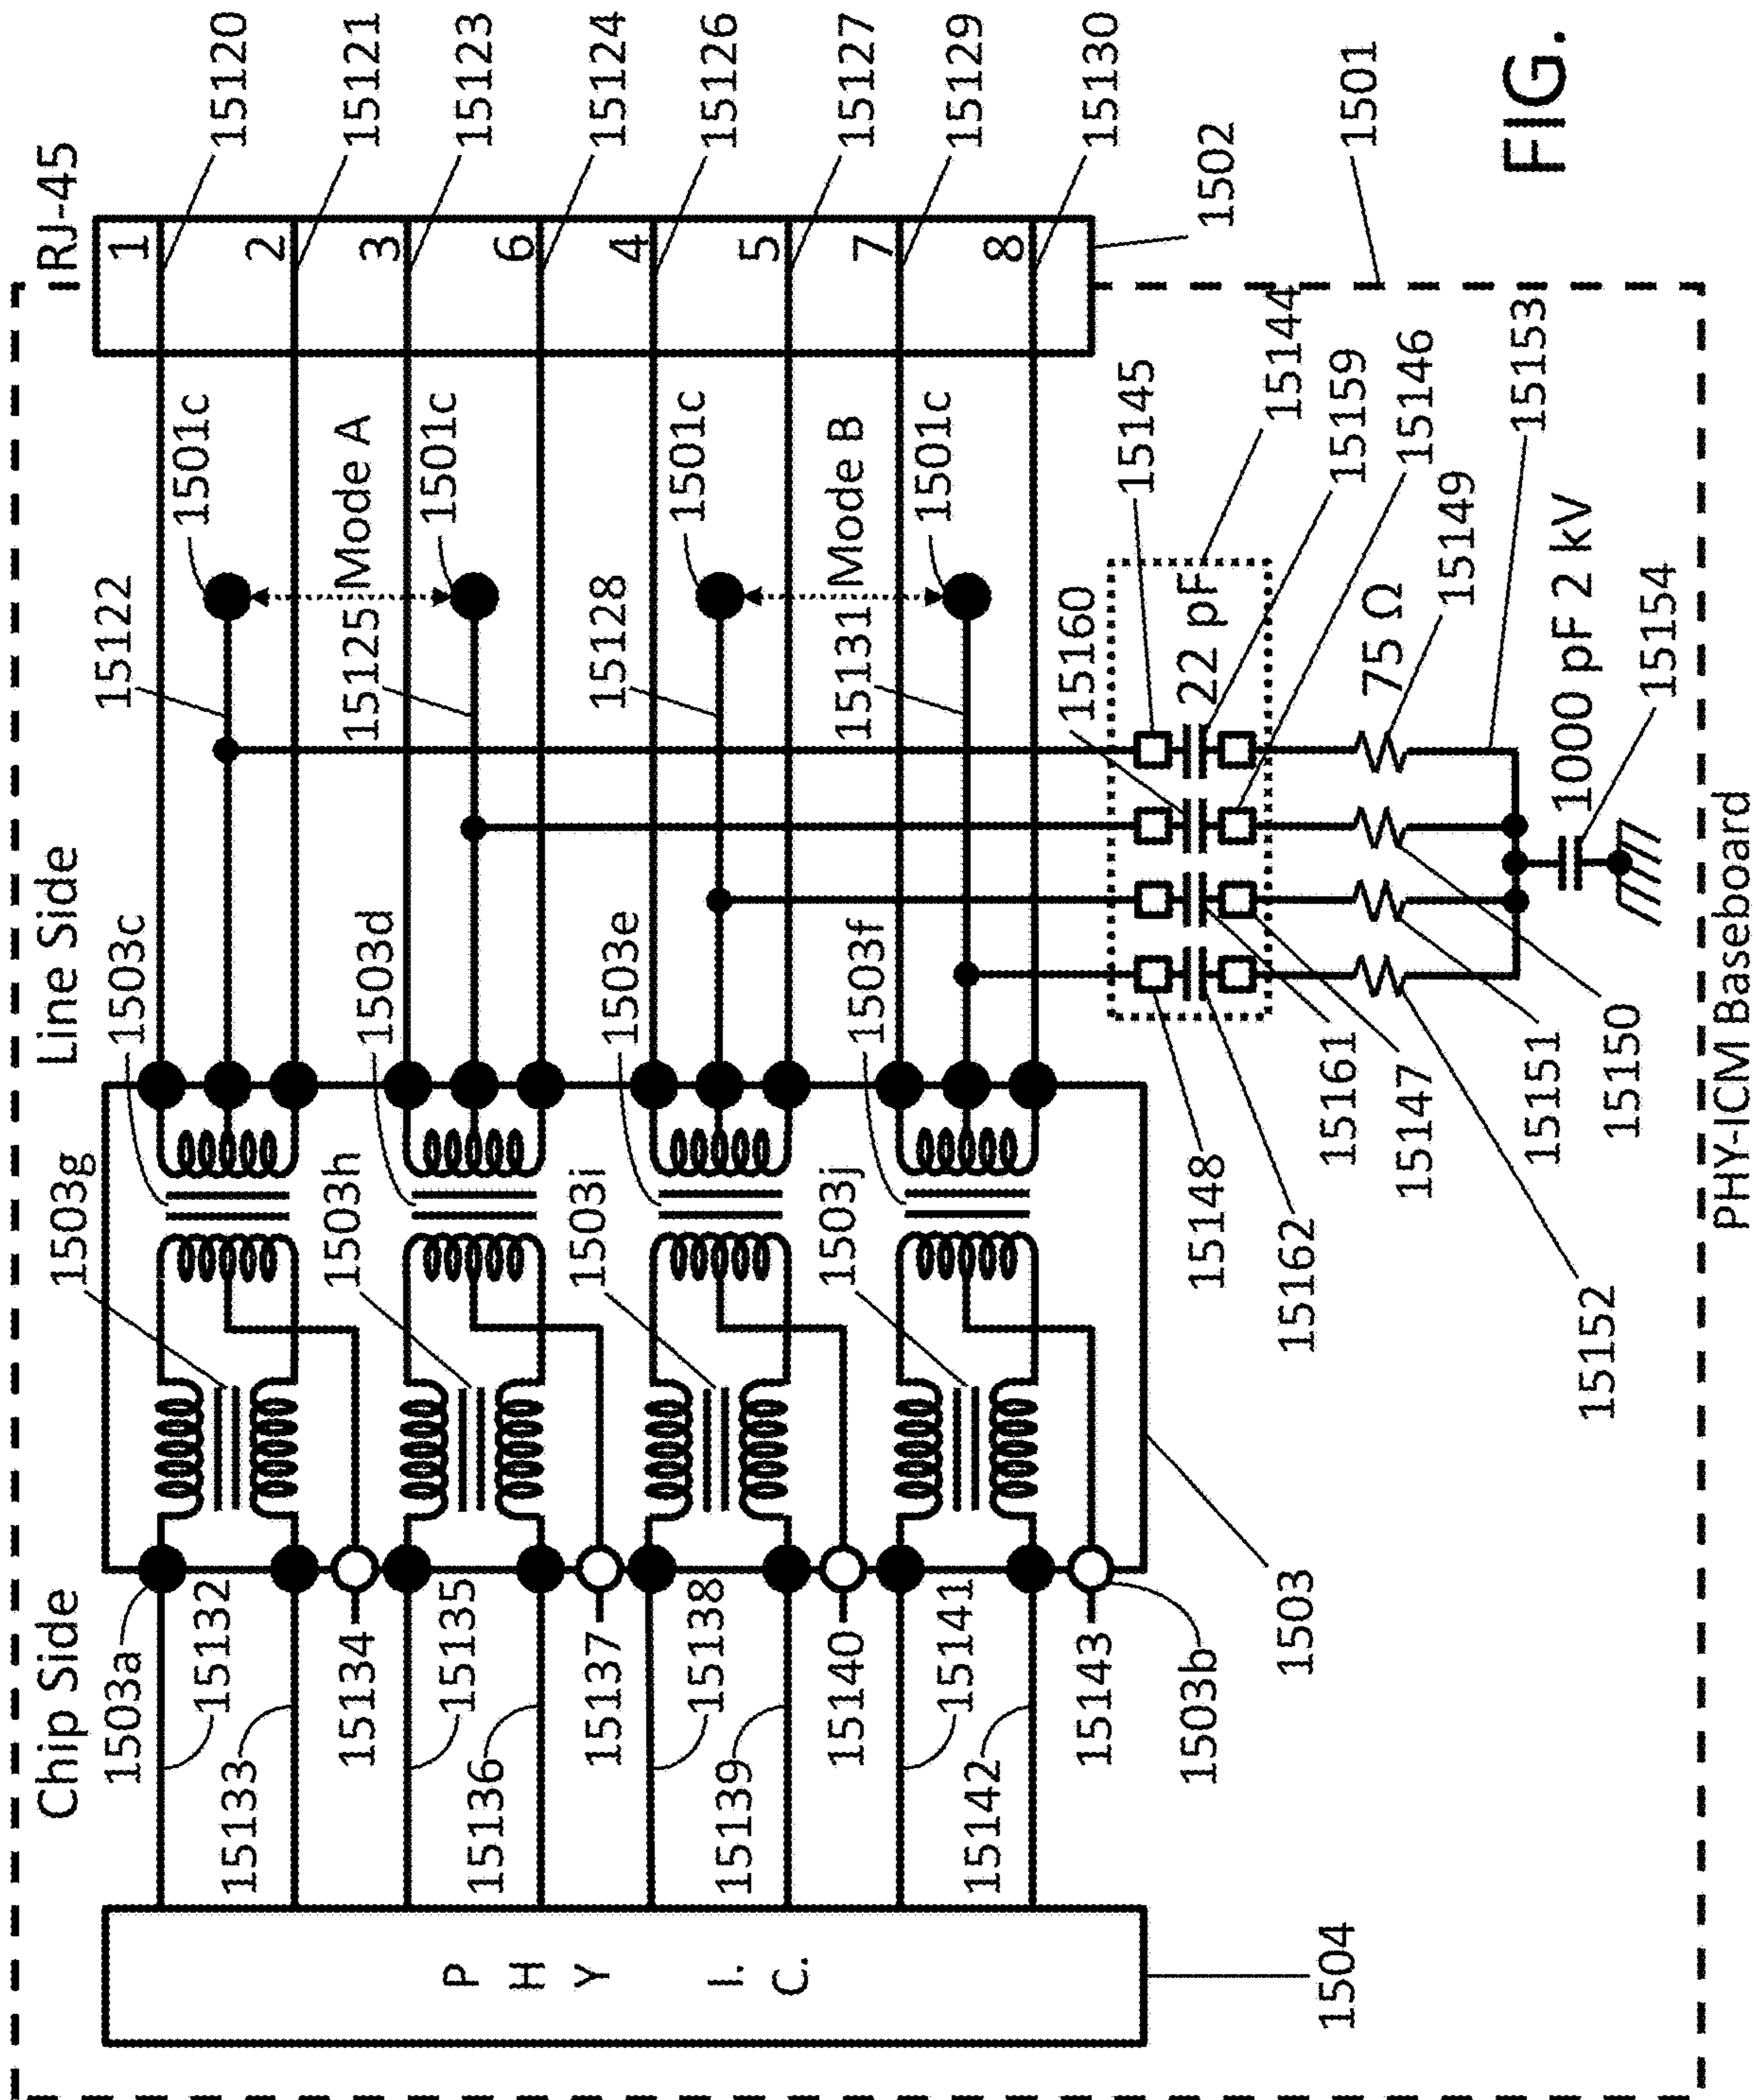 Chip Side
Line Side
RJ-45
1503a
1503g
1503c
15122
1501c
1
15120
15132
15133
2
15121
15134
1503h
1503d
15125
Mode A
1501c
3
15123
15135
15136
6
15124
15137
1503i
1503e
15128
1501c
4
15126
15138
15139
5
15127
15140
1503j
1503f
15131
Mode B
1501c
7
15129
15141
15142
8
15130
15143
1503b
P
H
Y
I.
C.
15160
15145
1502
15148
22 pF
15144
1503
15162
15161
15159
1504
15147
75 Ω
15146
1501
15151
15149
15152
15150
1000 pF 2 kV
15153
15154
FIG.
PHY-ICM Baseboard